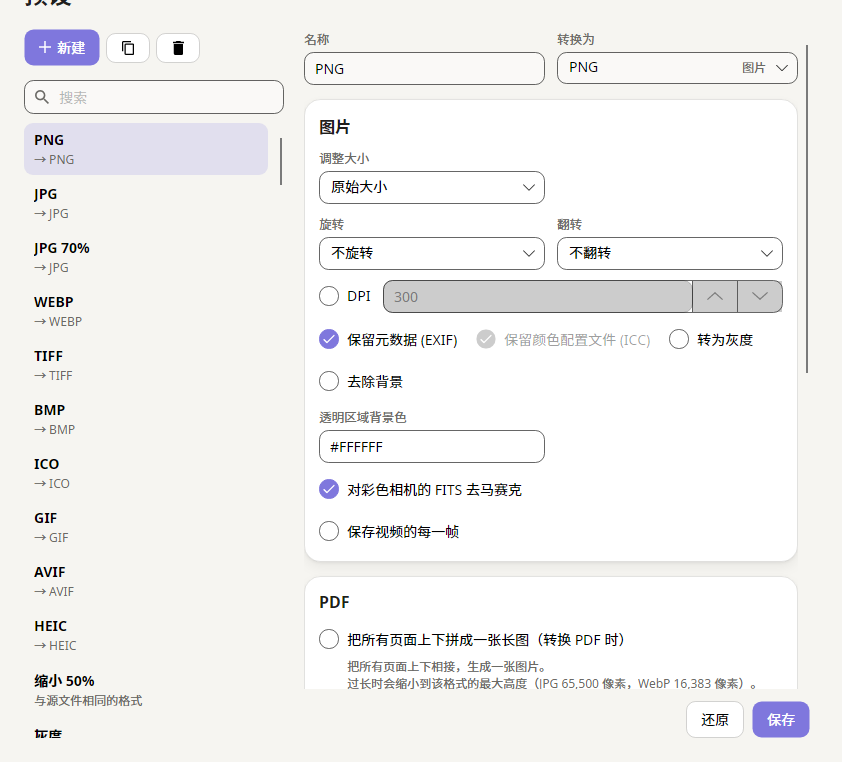 预设
新建
搜索
PNG
→ PNG
JPG
→ JPG
JPG 70%
→ JPG
WEBP
→ WEBP
TIFF
→ TIFF
BMP
→ BMP
ICO
→ ICO
GIF
→ GIF
AVIF
→ AVIF
HEIC
→ HEIC
缩小 50%
与源文件相同的格式
灰度
名称
PNG
转换为
PNG 图片
图片
调整大小
原始大小
旋转
不旋转
翻转
不翻转
DPI 300
保留元数据 (EXIF) 保留颜色配置文件 (ICC) 转为灰度
去除背景
透明区域背景色
#FFFFFF
对彩色相机的 FITS 去马赛克
保存视频的每一帧
PDF
把所有页面上下拼成一张长图（转换 PDF 时）
把所有页面上下相接，生成一张图片。
过长时会缩小到该格式的最大高度（JPG 65,500 像素，WebP 16,383 像素）。
还原 保存